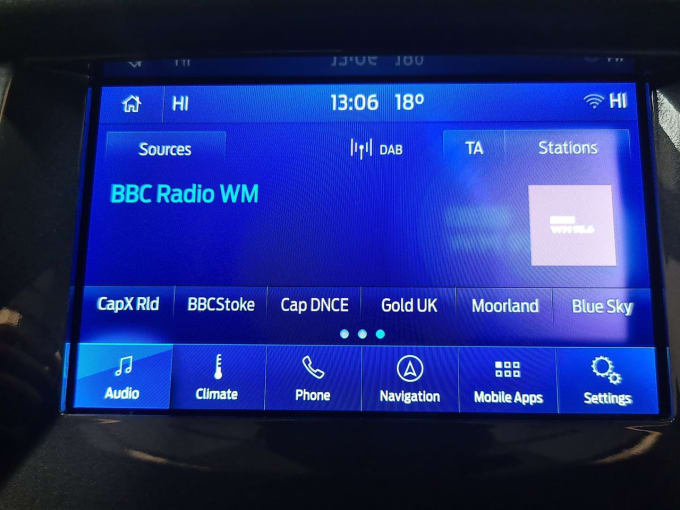 HI 13:06 18° HI
Sources DAB TA Stations
BBC Radio WM
CapX Rld BBCStoke Cap DNCE Gold UK Moorland Blue Sky
Audio Climate Phone Navigation Mobile Apps Settings